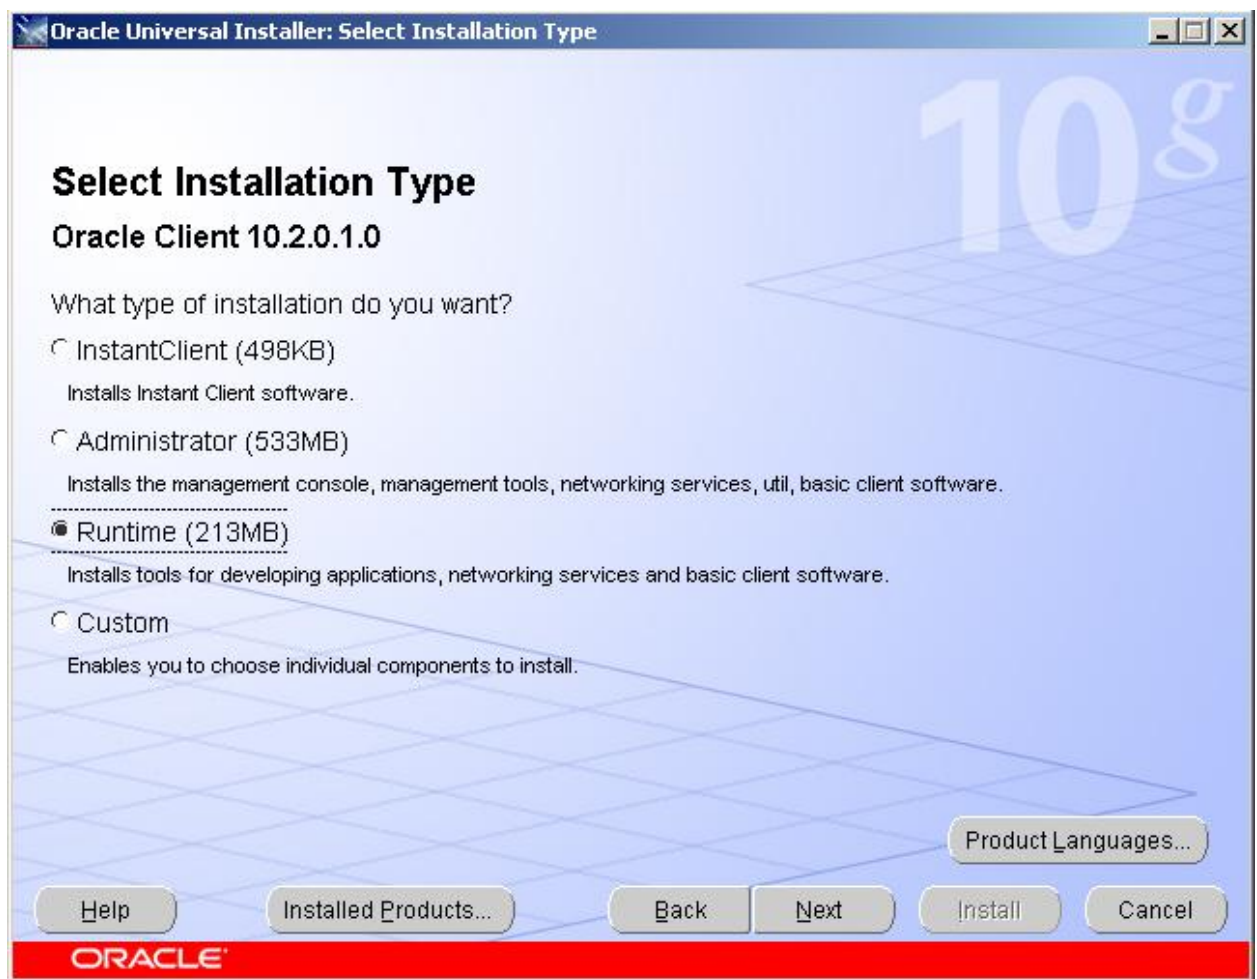 Oracle Universal Installer: Select Installation Type
10g
Select Installation Type
Oracle Client 10.2.0.1.0
What type of installation do you want?
InstantClient (498KB)
Installs Instant Client software.
Administrator (533MB)
Installs the management console, management tools, networking services, util, basic client software.
Runtime (213MB)
Installs tools for developing applications, networking services and basic client software.
Custom
Enables you to choose individual components to install.
Product Languages...
Help Installed Products... Back Next Install Cancel
ORACLE